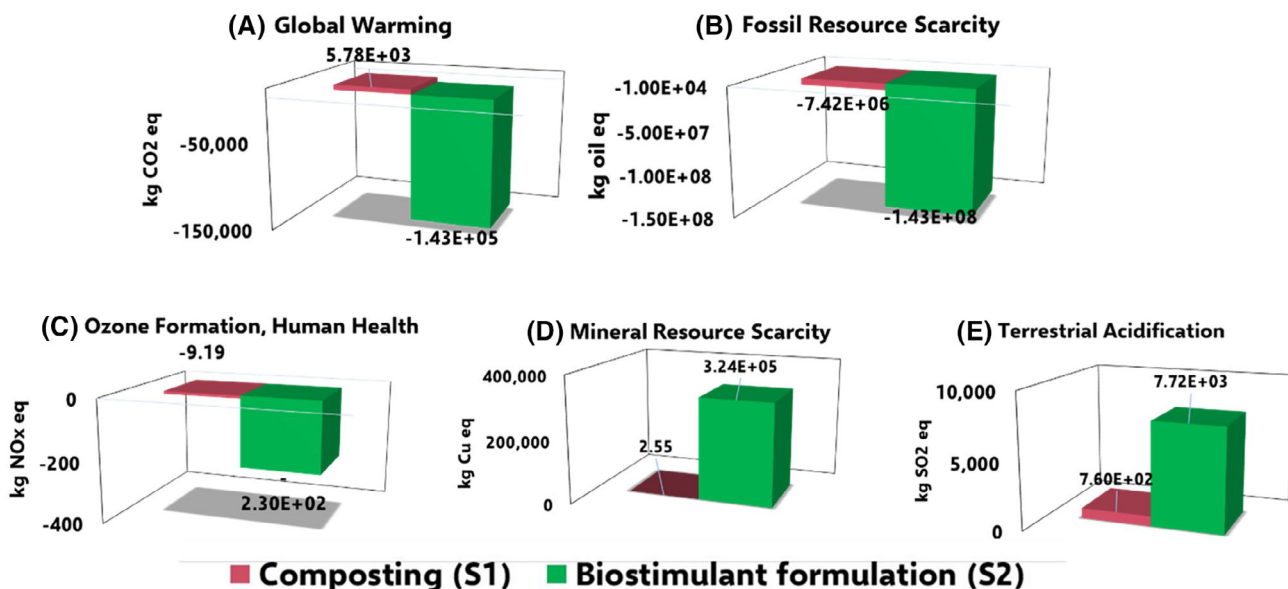 (A) Global Warming
5.78E+03
kg CO2 eq
-50,000
-150,000
-1.43E+05
(B) Fossil Resource Scarcity
kg oil eq
-1.00E+04
-5.00E+07
-1.00E+08
-1.50E+08
-7.42E+06
-1.43E+08
(C) Ozone Formation, Human Health
-9.19
kg NOx eq
0
-200
-400
-
2.30E+02
(D) Mineral Resource Scarcity
kg Cu eq
400,000
200,000
0
2.55
3.24E+05
(E) Terrestrial Acidification
kg SO2 eq
10,000
5,000
0
7.60E+02
7.72E+03
Composting (S1) Biostimulant formulation (S2)